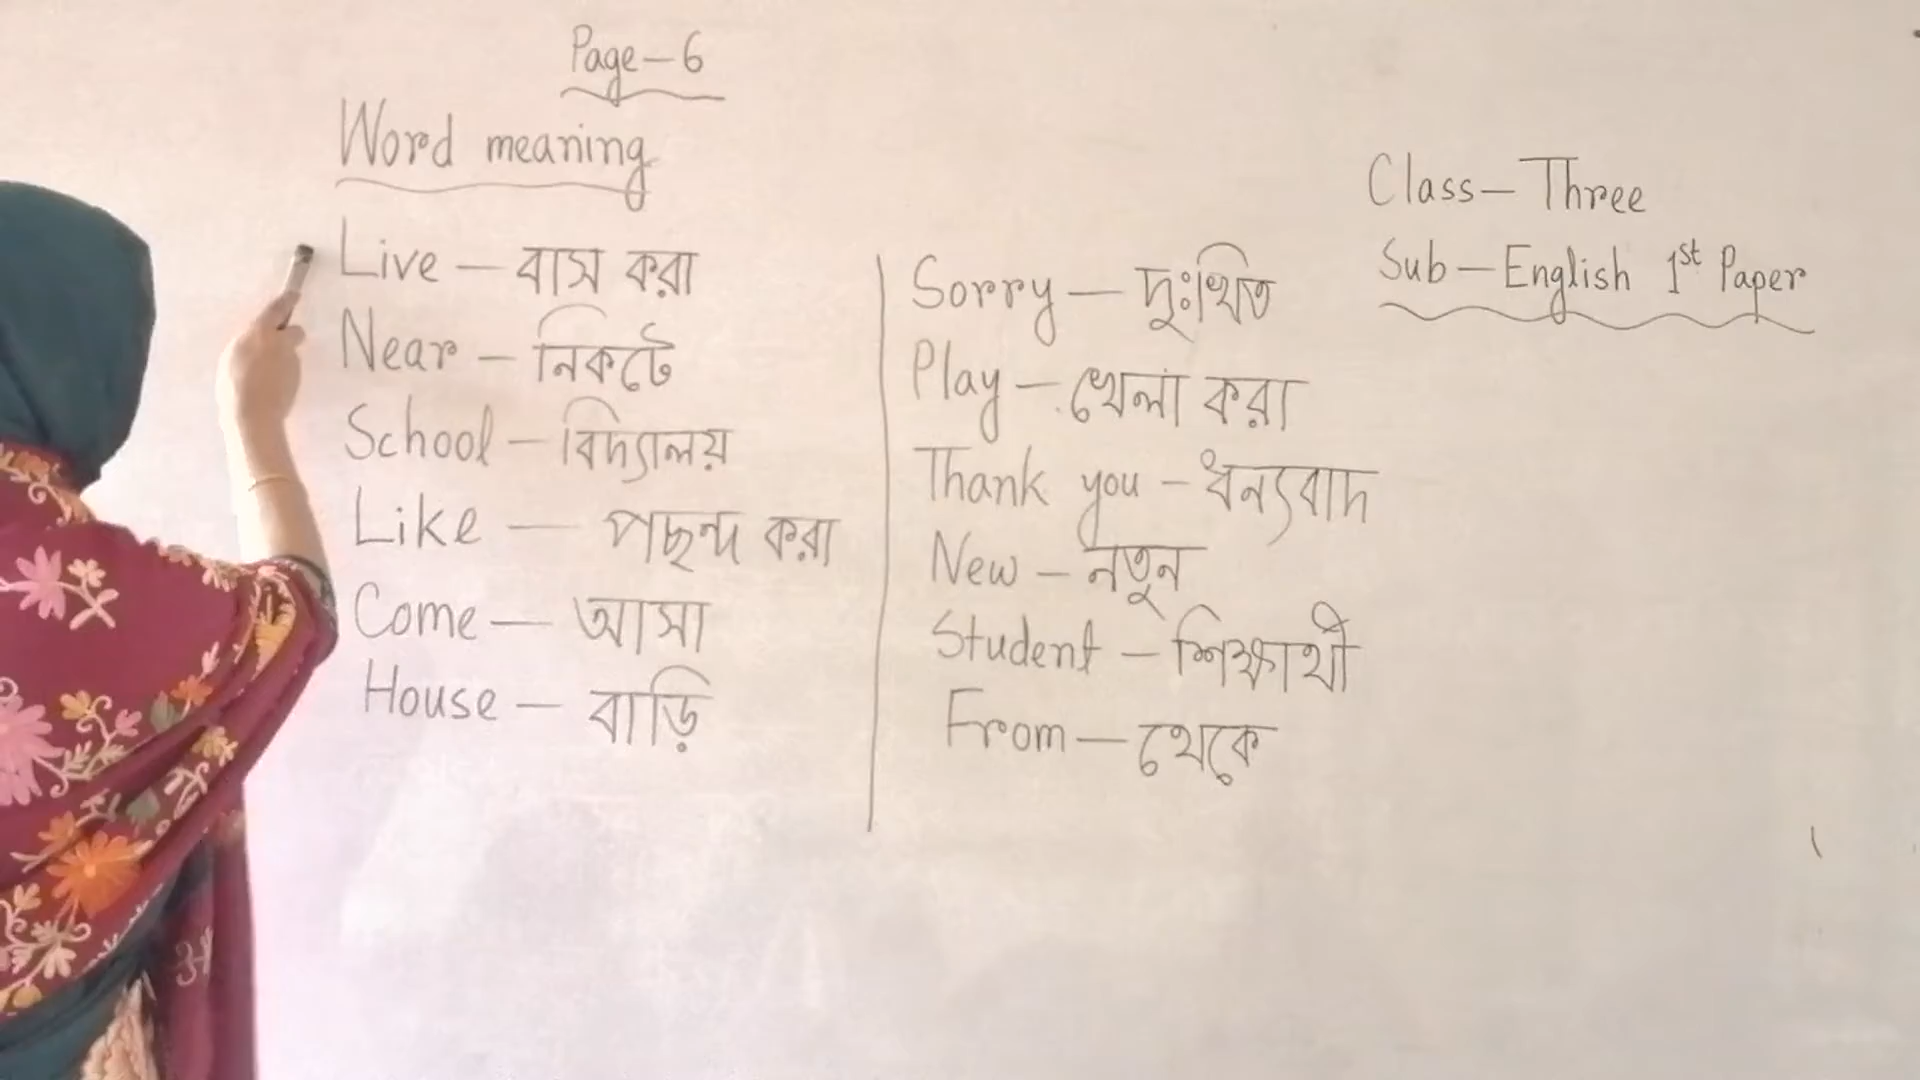 Page-6
Word meaning
Live - বাস করা
Near - নিকটে
School - বিদ্যালয়
Like - পছন্দ করা
Come - আসা
House - বাড়ি
Sorry - দুঃখিত
Play - খেলা করা
Thank you - ধন্যবাদ
New - নতুন
Student - শিক্ষার্থী
From - থেকে
Class- Three
Sub- English 1st Paper